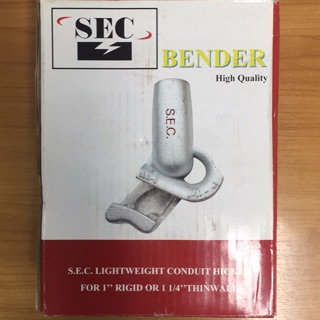 SEC
BENDER
High Quality
S.E.C.
S.E.C. LIGHTWEIGHT CONDUIT
FOR 1'' RIGID OR 1 1/4''THINWALL